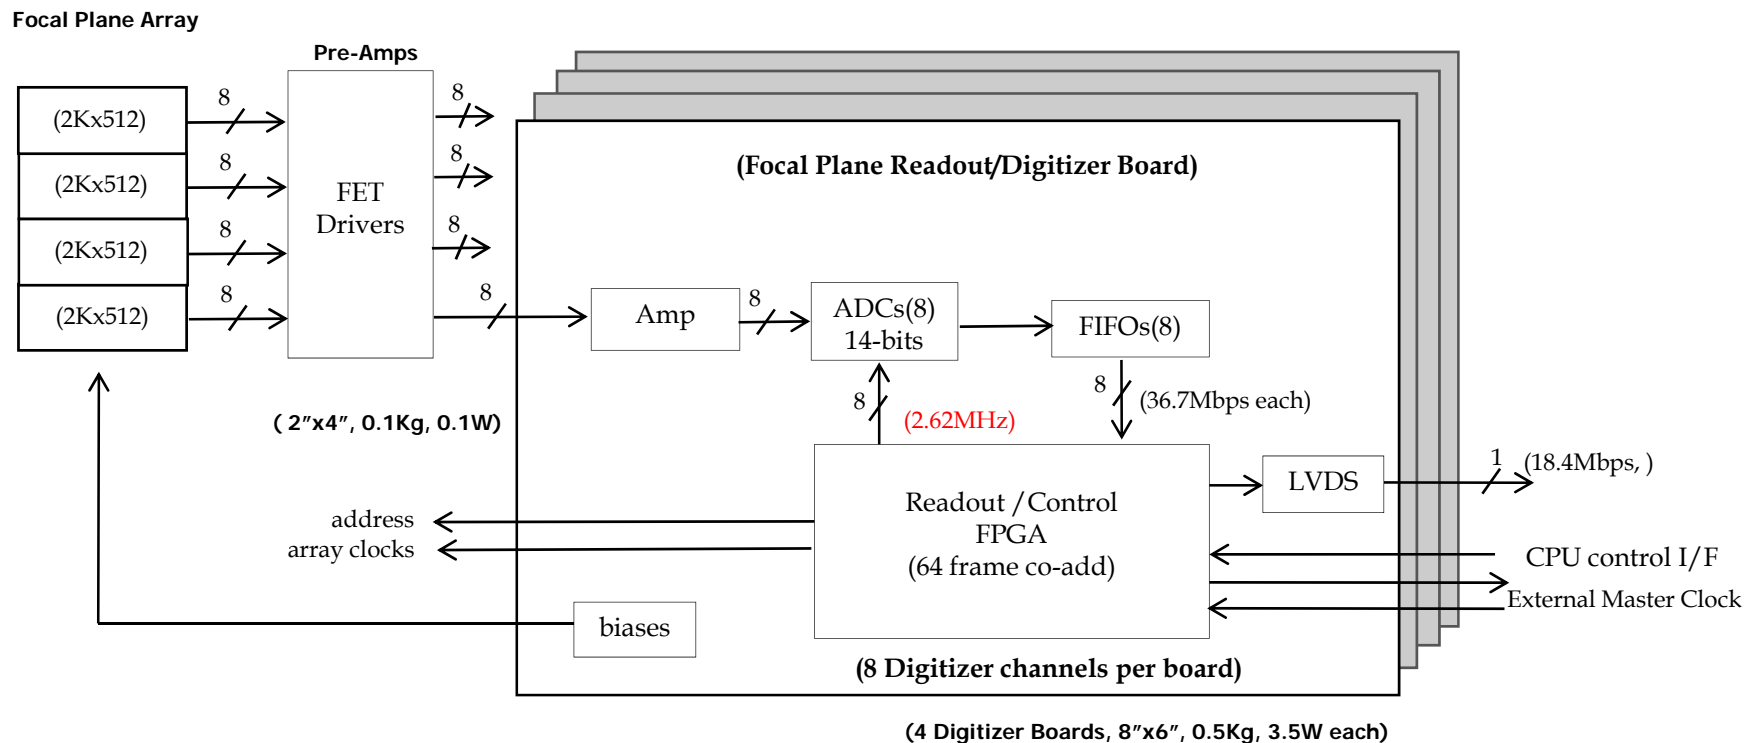 Focal Plane Array
Pre-Amps
(2Kx512)
8
8
(2Kx512)
8
8
(2Kx512)
8
8
(2Kx512)
8
8
FET
Drivers
(Focal Plane Readout/Digitizer Board)
Amp
8
ADCs(8)
14-bits
FIFOs(8)
8
(2.62MHz)
8
(36.7Mbps each)
( 2”x4”, 0.1Kg, 0.1W)
Readout /Control
FPGA
(64 frame co-add)
LVDS
1
(18.4Mbps, )
address
array clocks
CPU control I/F
External Master Clock
biases
(8 Digitizer channels per board)
(4 Digitizer Boards, 8”x6”, 0.5Kg, 3.5W each)